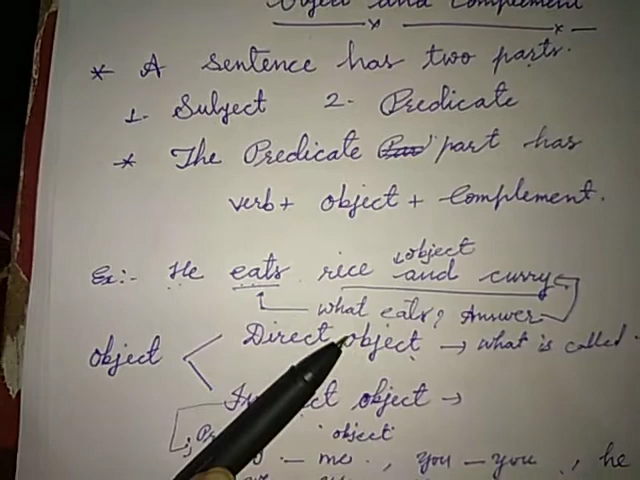 Object and Complement
* A sentence has two parts.
1. Subject 2. Predicate
* The Predicate part has
verb + object + Complement.
object
Ex:- He eats rice and curry
what eats? Answer
Direct object → what is called.
object
object →
object
me, you - you, he